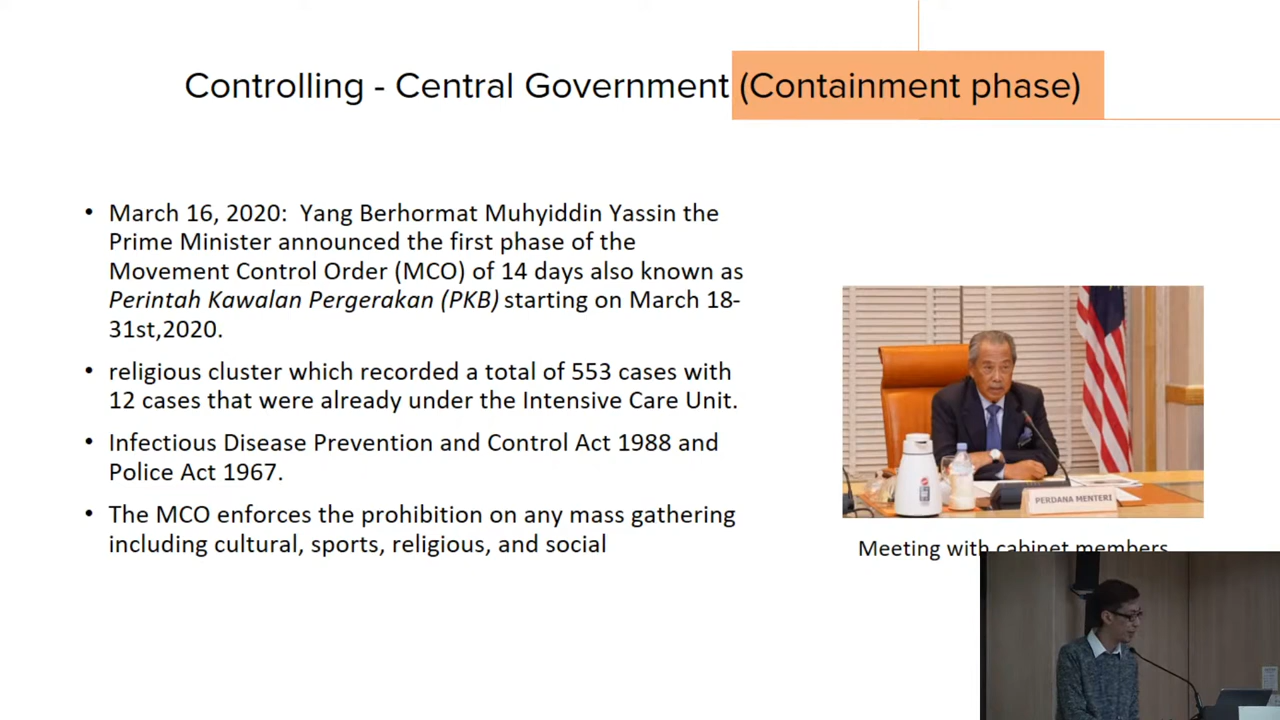 Controlling - Central Government (Containment phase)
• March 16, 2020:  Yang Berhormat Muhyiddin Yassin the
Prime Minister announced the first phase of the
Movement Control Order (MCO) of 14 days also known as
Perintah Kawalan Pergerakan (PKB) starting on March 18-
31st,2020.
• religious cluster which recorded a total of 553 cases with
12 cases that were already under the Intensive Care Unit.
• Infectious Disease Prevention and Control Act 1988 and
Police Act 1967.
• The MCO enforces the prohibition on any mass gathering
including cultural, sports, religious, and social
PERDANA MENTERI
Meeting with cabinet members